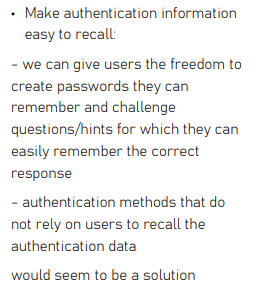 • Make authentication information
easy to recall:
– we can give users the freedom to
create passwords they can
remember and challenge
questions/hints for which they can
easily remember the correct
response
– authentication methods that do
not rely on users to recall the
authentication data
would seem to be a solution